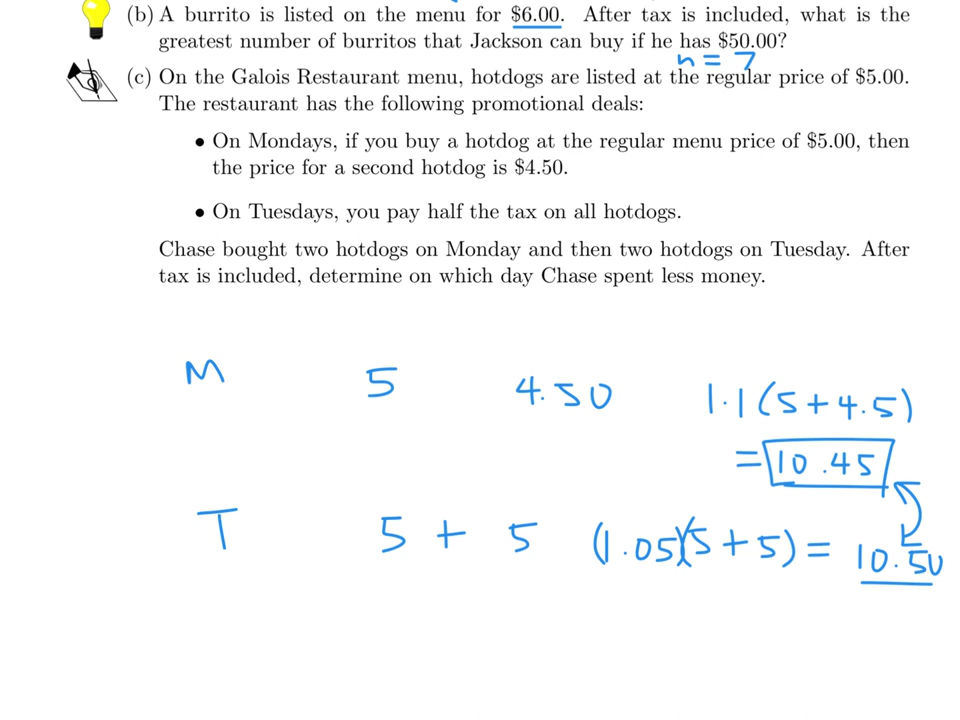 (b) A burrito is listed on the menu for $6.00. After tax is included, what is the
greatest number of burritos that Jackson can buy if he has $50.00?
n = 7
(c) On the Galois Restaurant menu, hotdogs are listed at the regular price of $5.00.
The restaurant has the following promotional deals:
• On Mondays, if you buy a hotdog at the regular menu price of $5.00, then
the price for a second hotdog is $4.50.
• On Tuesdays, you pay half the tax on all hotdogs.
Chase bought two hotdogs on Monday and then two hotdogs on Tuesday. After
tax is included, determine on which day Chase spent less money.
M 5 4.50 1.1(5+4.5)
= 10.45
T 5 + 5 (1.05)(5+5) = 10.50